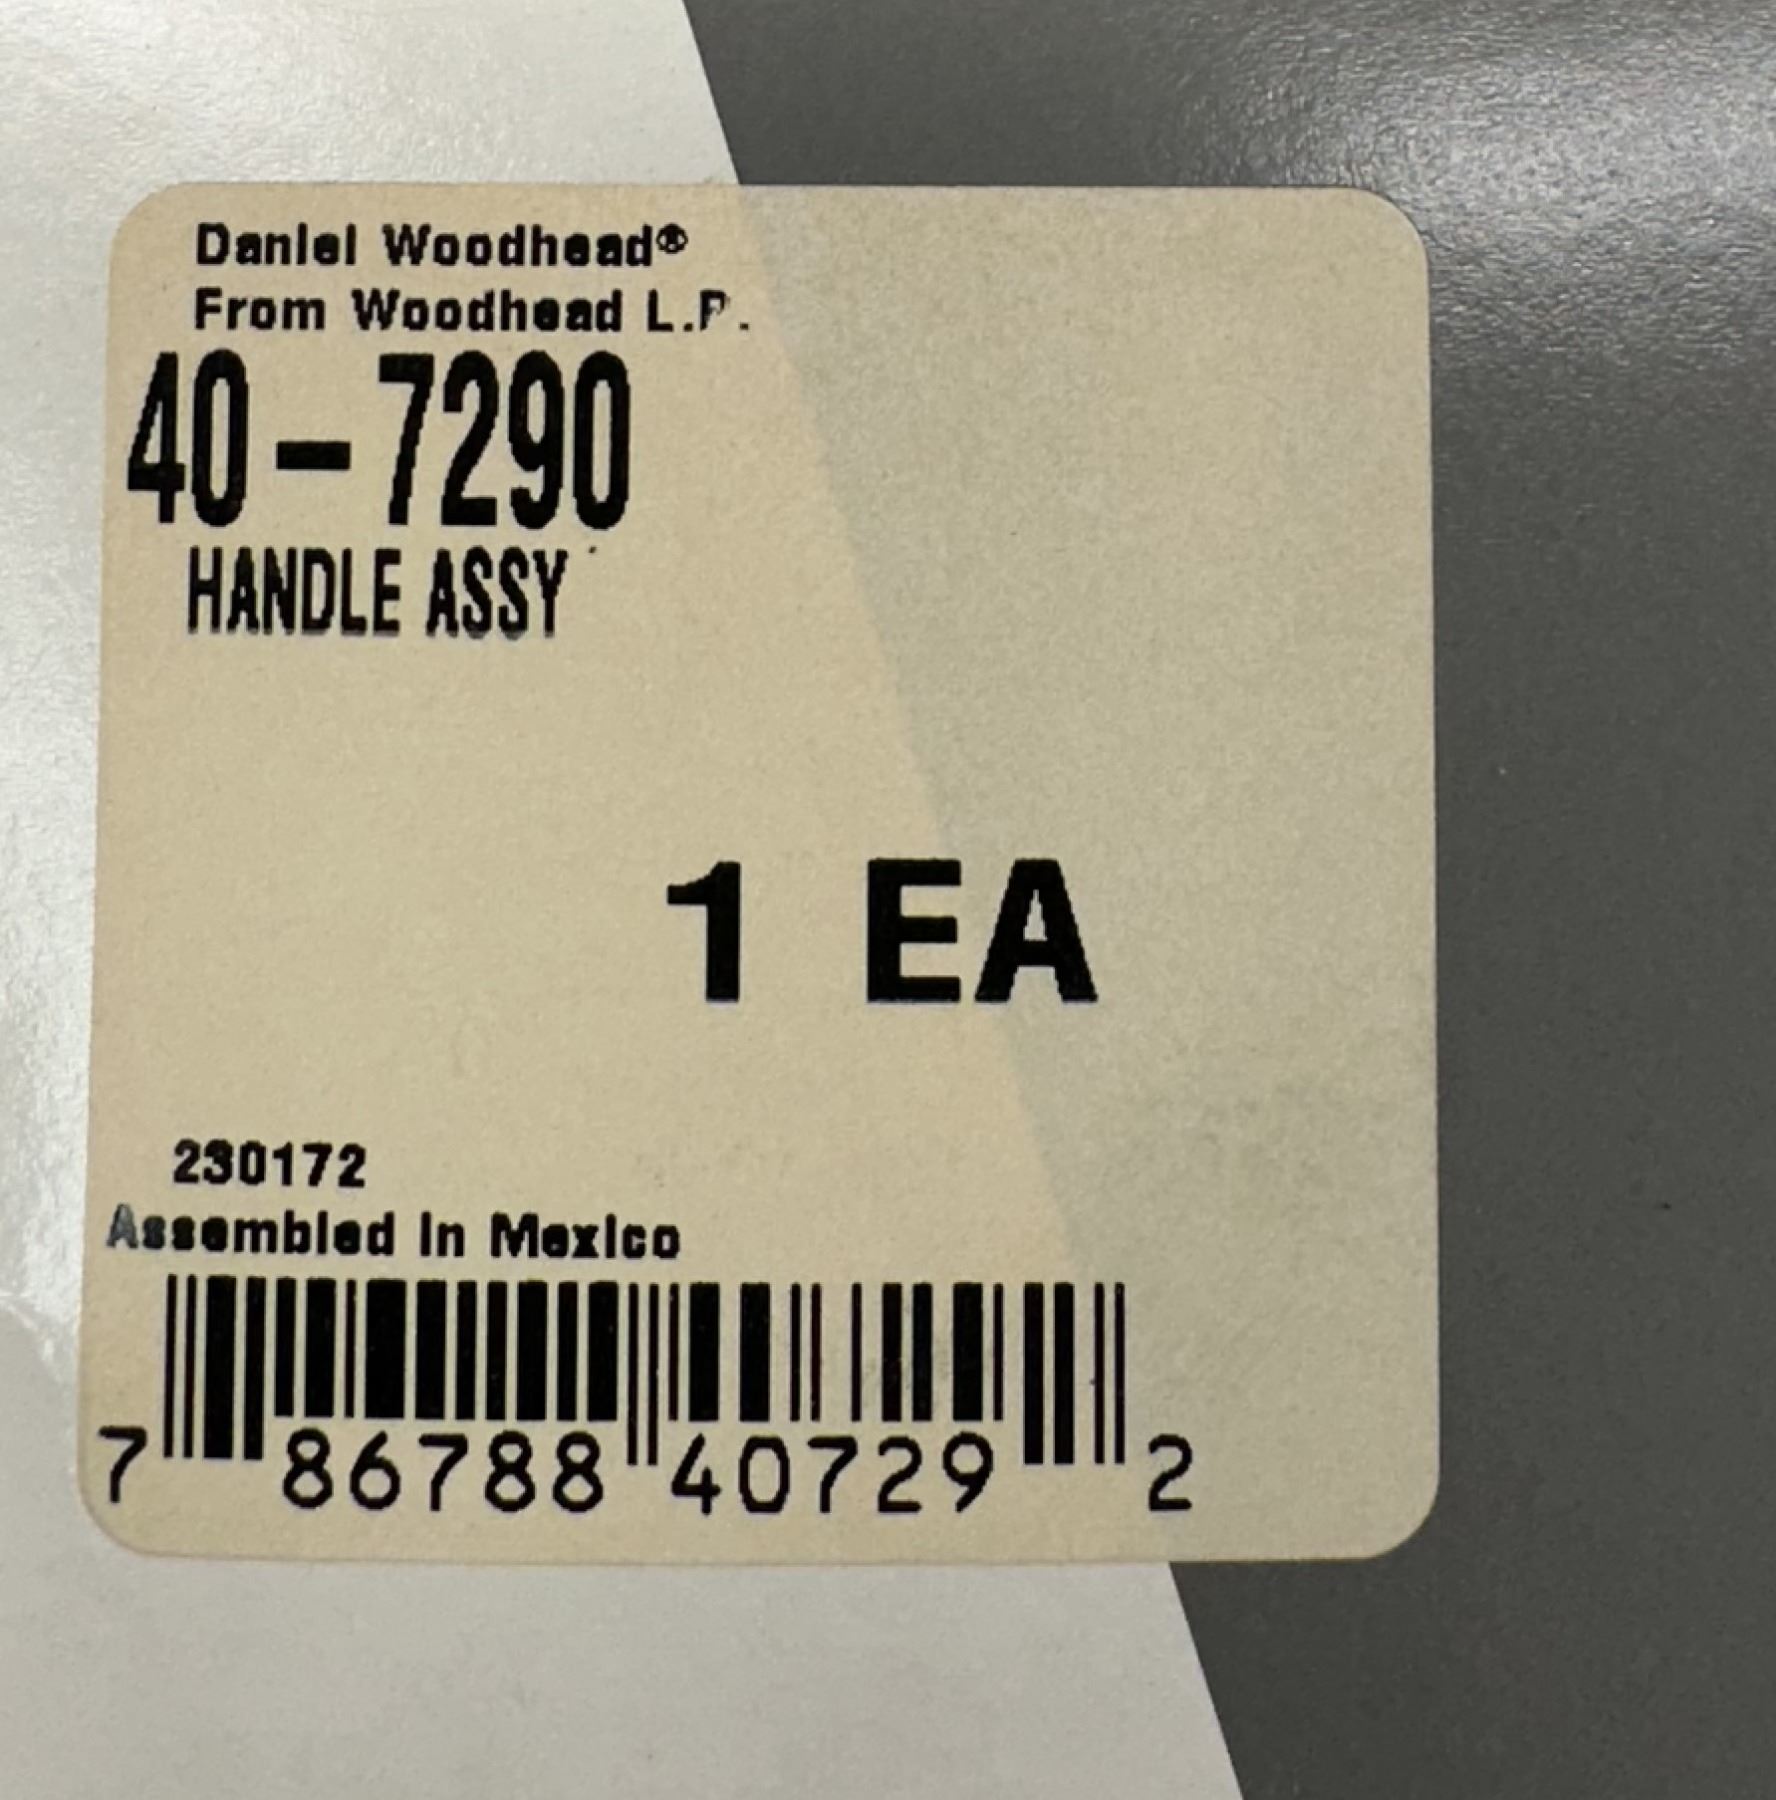 Daniel Woodhead®
From Woodhead L.P.
40-7290
HANDLE ASSY
1 EA
230172
Assembled in Mexico
7 86788 40729 2